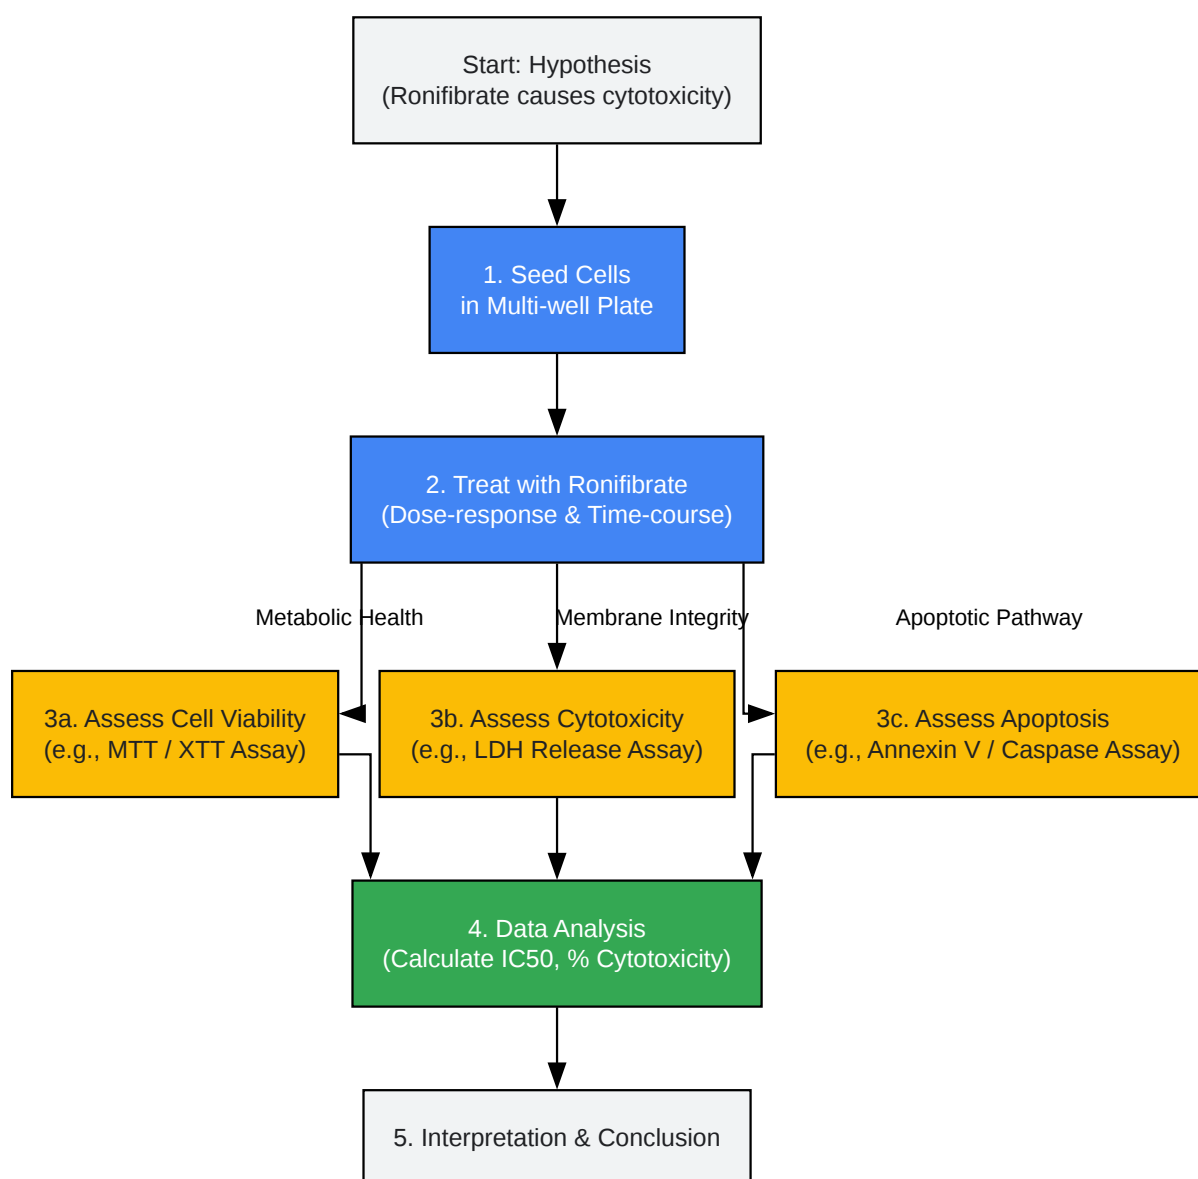 Start: Hypothesis
(Ronifibrate causes cytotoxicity)
1. Seed Cells
in Multi-well Plate
2. Treat with Ronifibrate
(Dose-response & Time-course)
Metabolic Health
Membrane Integrity
Apoptotic Pathway
3a. Assess Cell Viability
(e.g., MTT / XTT Assay)
3b. Assess Cytotoxicity
(e.g., LDH Release Assay)
3c. Assess Apoptosis
(e.g., Annexin V / Caspase Assay)
4. Data Analysis
(Calculate IC50, % Cytotoxicity)
5. Interpretation & Conclusion